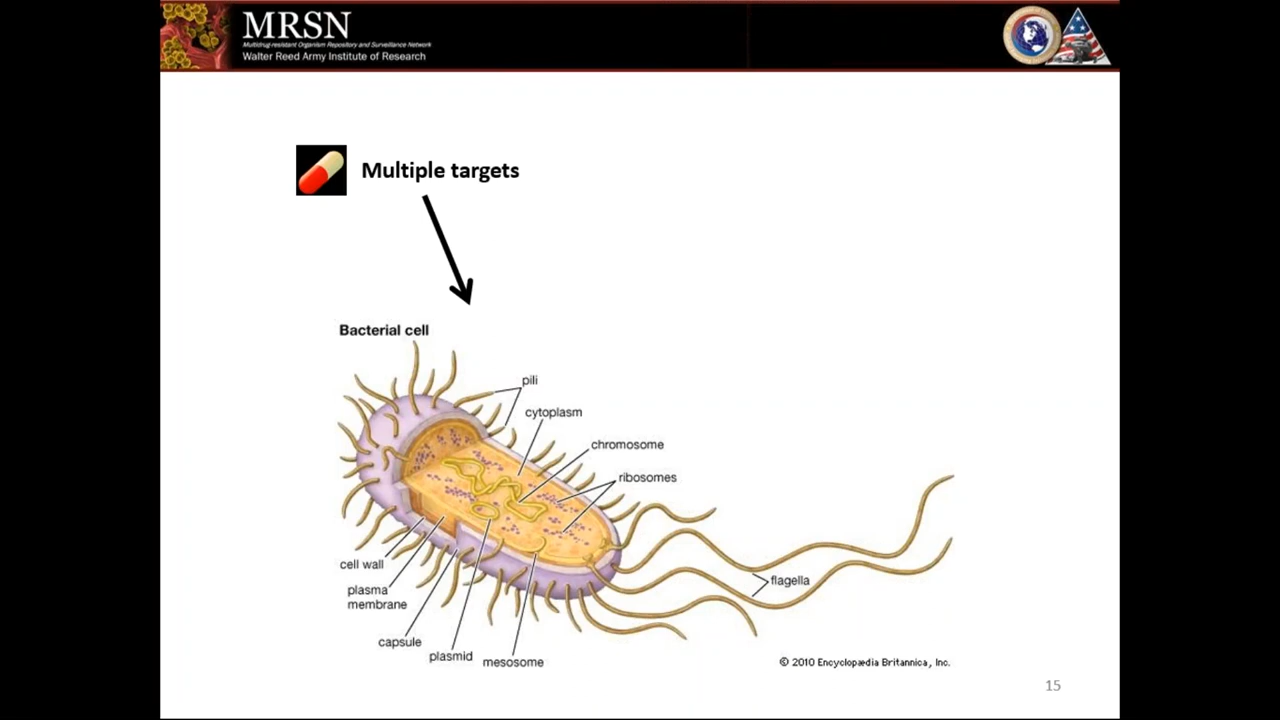 MRSN
Multidrug-resistant Organism Repository and Surveillance Network
Walter Reed Army Institute of Research
Multiple targets
Bacterial cell
pili
cytoplasm
chromosome
ribosomes
cell wall
plasma
membrane
capsule
plasmid
mesosome
flagella
© 2010 Encyclopædia Britannica, Inc.
15